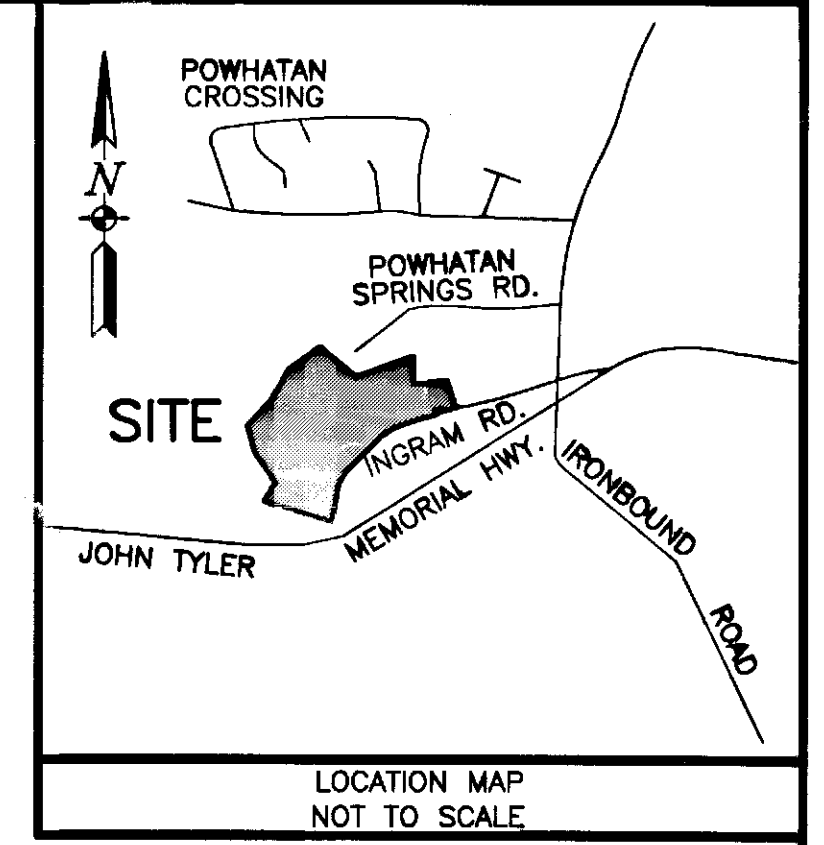 POWHATAN
CROSSING
N
POWHATAN
SPRINGS RD.
SITE
INGRAM RD.
MEMORIAL HWY.
JOHN TYLER
IRONBOUND
ROAD
LOCATION MAP
NOT TO SCALE